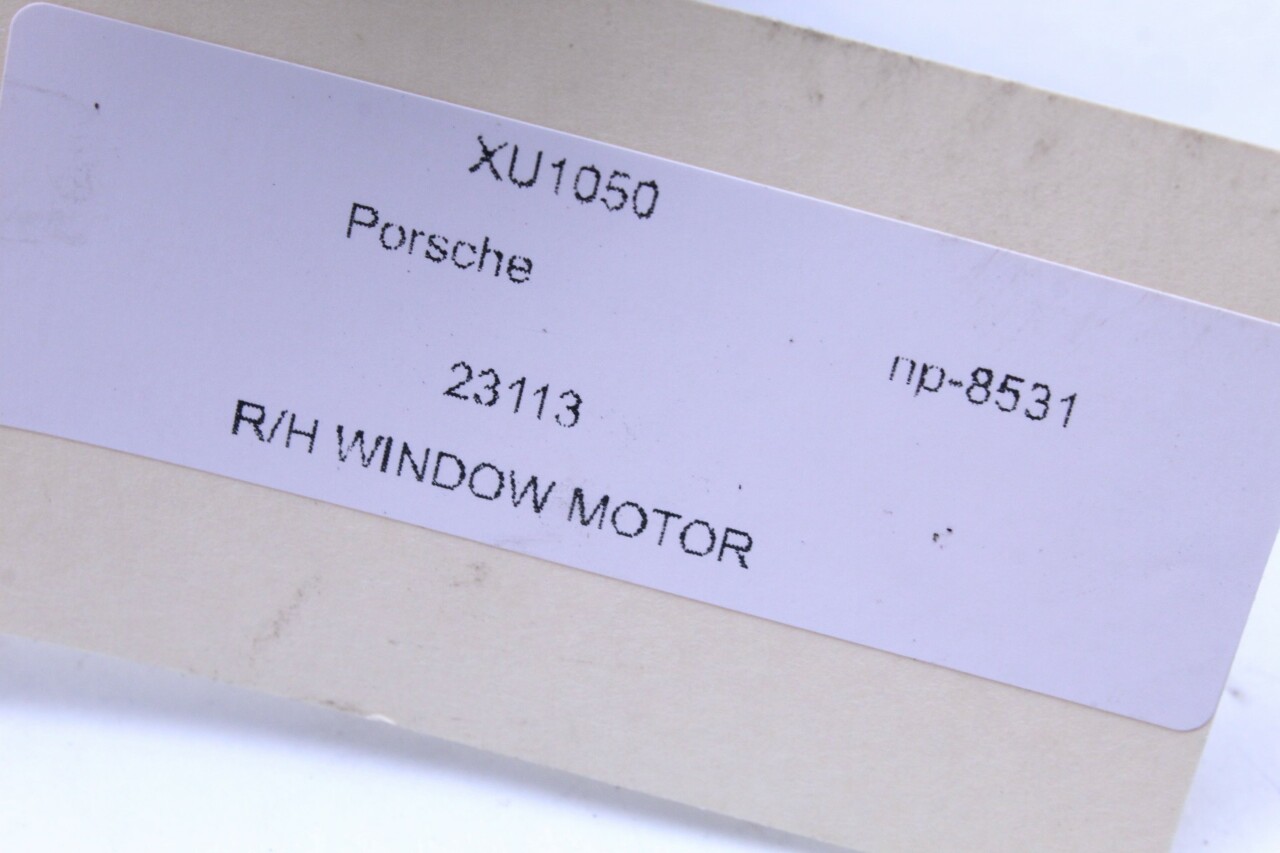 XU1050
Porsche
np-8531
23113
R/H WINDOW MOTOR